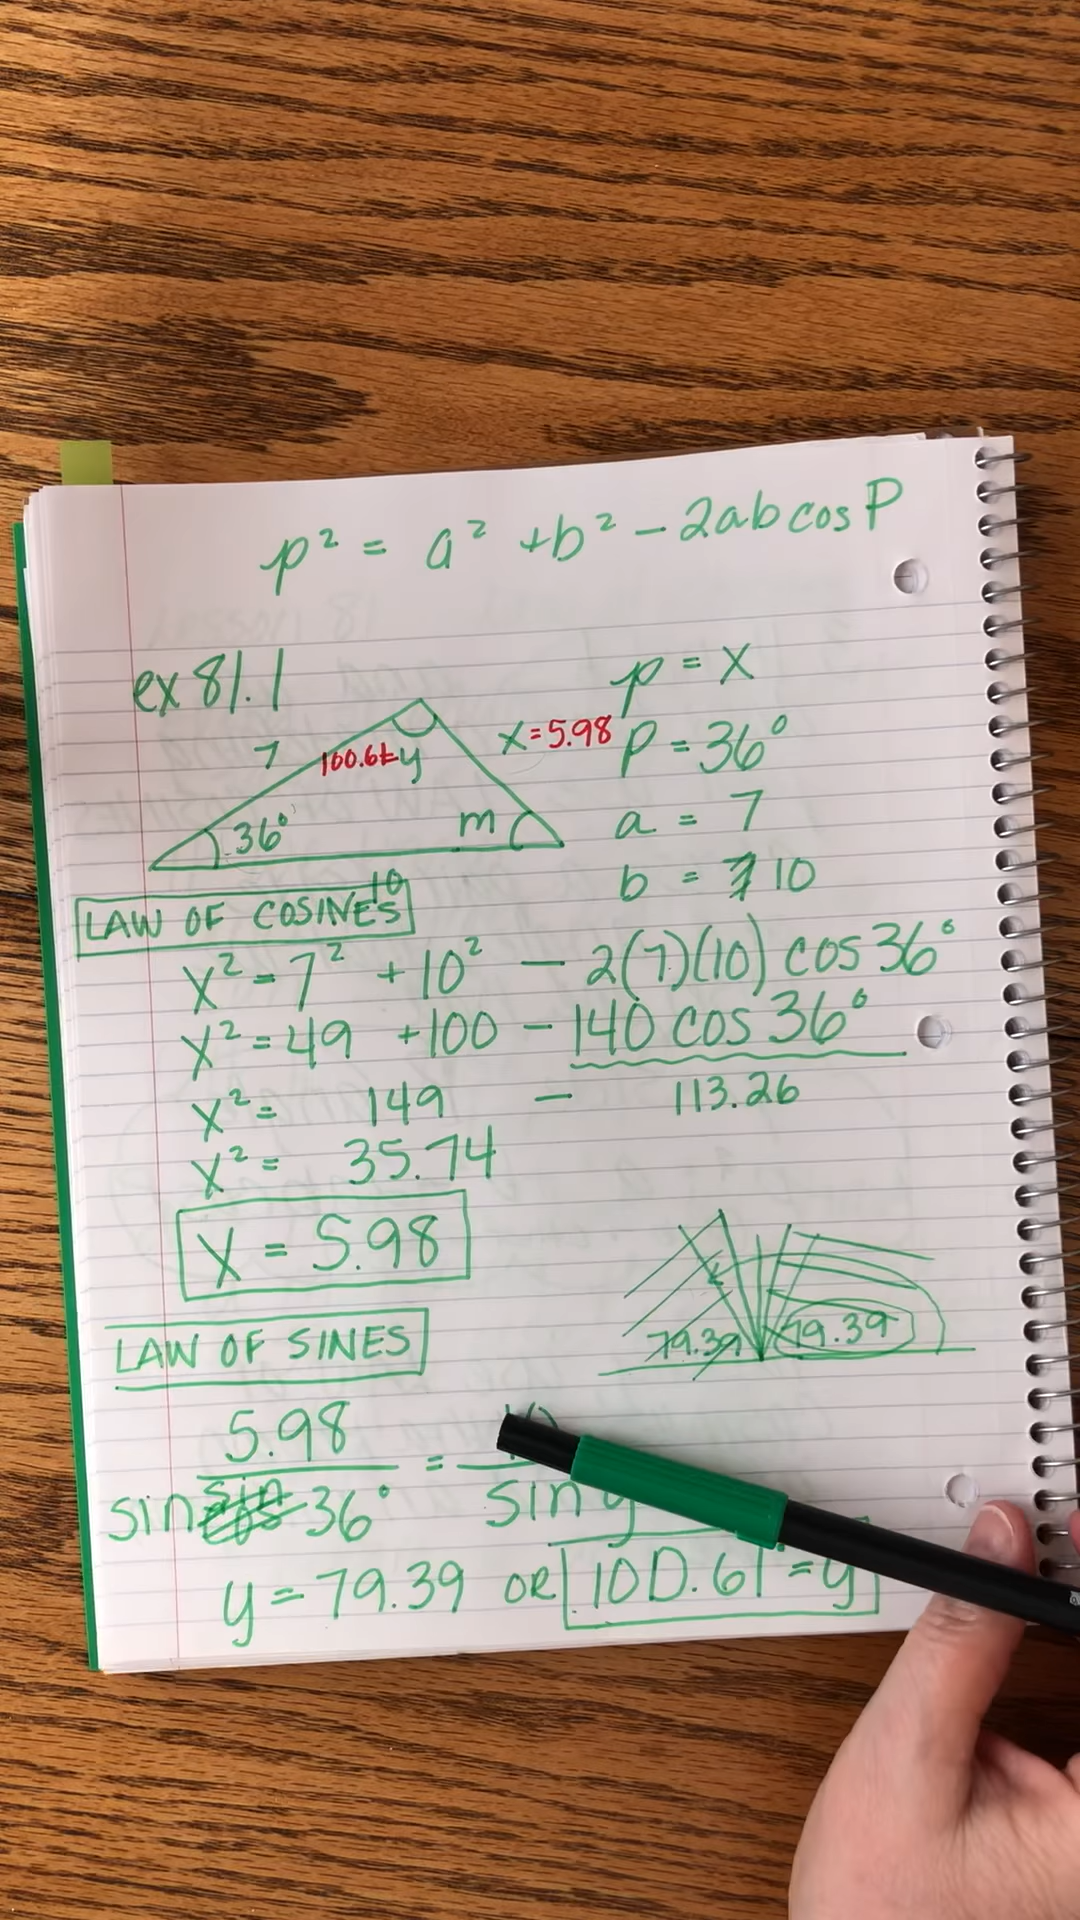 p² = a² + b² - 2ab cos P
ex 81.1
p = x
7
100.61 y
x = 5.98
P = 36°
36°
m
a = 7
10
b = 10
LAW OF COSINES
x² = 7² + 10² - 2(7)(10) cos 36°
x² = 49 + 100 - 140 cos 36°
x² = 149 - 113.26
x² = 35.74
x = 5.98
79.39 79.39
LAW OF SINES
5.98 = 10
sin 36° sin y
y = 79.39 OR 100.61° = y